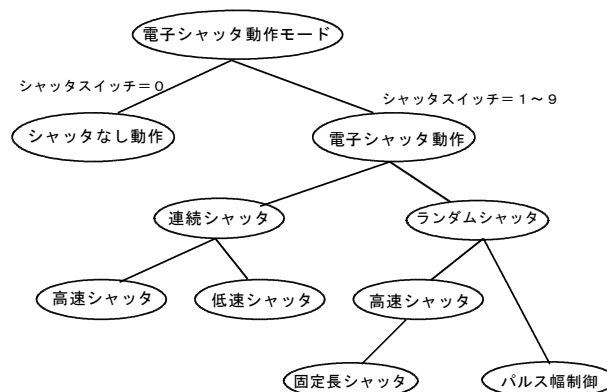 電子シャッタ動作モード
シャッタスイッチ＝０
シャッタスイッチ＝１～９
シャッタなし動作
電子シャッタ動作
連続シャッタ
ランダムシャッタ
高速シャッタ
低速シャッタ
高速シャッタ
固定長シャッタ
パルス幅制御